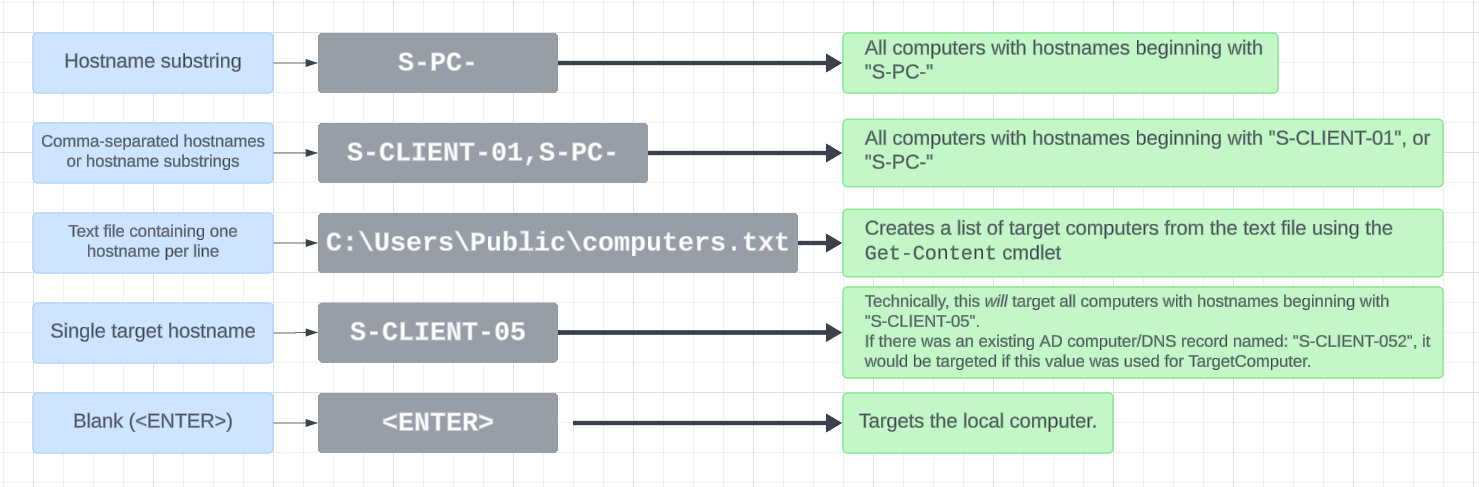 Hostname substring
S-PC-
All computers with hostnames beginning with
"S-PC-"
Comma-separated hostnames
or hostname substrings
S-CLIENT-01,S-PC-
All computers with hostnames beginning with "S-CLIENT-01", or
"S-PC-"
Text file containing one
hostname per line
C:\Users\Public\computers.txt
Creates a list of target computers from the text file using the
Get-Content cmdlet
Single target hostname
S-CLIENT-05
Technically, this will target all computers with hostnames beginning with
"S-CLIENT-05".
If there was an existing AD computer/DNS record named: "S-CLIENT-052", it
would be targeted if this value was used for TargetComputer.
Blank (<ENTER>)
<ENTER>
Targets the local computer.